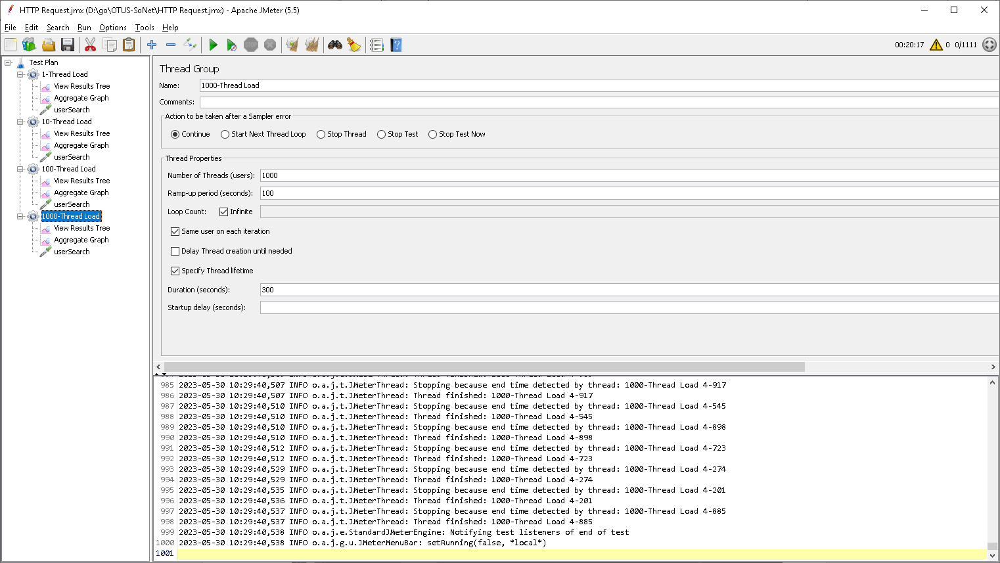 HTTP Request.jmx (D:\go\OTUS-SoNet\HTTP Request.jmx) - Apache JMeter (5.5)
File Edit Search Run Options Tools Help
00:20:17 0 0/1111
Test Plan
1-Thread Load
View Results Tree
Aggregate Graph
userSearch
10-Thread Load
View Results Tree
Aggregate Graph
userSearch
100-Thread Load
View Results Tree
Aggregate Graph
userSearch
1000-Thread Load
View Results Tree
Aggregate Graph
userSearch
Thread Group
Name: 1000-Thread Load
Comments:
Action to be taken after a Sampler error
Continue Start Next Thread Loop Stop Thread Stop Test Stop Test Now
Thread Properties
Number of Threads (users): 1000
Ramp-up period (seconds): 100
Loop Count: Infinite
Same user on each iteration
Delay Thread creation until needed
Specify Thread lifetime
Duration (seconds): 300
Startup delay (seconds):
985 2023-05-30 10:29:40,507 INFO o.a.j.t.JMeterThread: Stopping because end time detected by thread: 1000-Thread Load 4-917
986 2023-05-30 10:29:40,507 INFO o.a.j.t.JMeterThread: Thread finished: 1000-Thread Load 4-917
987 2023-05-30 10:29:40,510 INFO o.a.j.t.JMeterThread: Stopping because end time detected by thread: 1000-Thread Load 4-545
988 2023-05-30 10:29:40,510 INFO o.a.j.t.JMeterThread: Thread finished: 1000-Thread Load 4-545
989 2023-05-30 10:29:40,510 INFO o.a.j.t.JMeterThread: Stopping because end time detected by thread: 1000-Thread Load 4-898
990 2023-05-30 10:29:40,510 INFO o.a.j.t.JMeterThread: Thread finished: 1000-Thread Load 4-898
991 2023-05-30 10:29:40,512 INFO o.a.j.t.JMeterThread: Stopping because end time detected by thread: 1000-Thread Load 4-723
992 2023-05-30 10:29:40,512 INFO o.a.j.t.JMeterThread: Thread finished: 1000-Thread Load 4-723
993 2023-05-30 10:29:40,529 INFO o.a.j.t.JMeterThread: Stopping because end time detected by thread: 1000-Thread Load 4-274
994 2023-05-30 10:29:40,529 INFO o.a.j.t.JMeterThread: Thread finished: 1000-Thread Load 4-274
995 2023-05-30 10:29:40,535 INFO o.a.j.t.JMeterThread: Stopping because end time detected by thread: 1000-Thread Load 4-201
996 2023-05-30 10:29:40,536 INFO o.a.j.t.JMeterThread: Thread finished: 1000-Thread Load 4-201
997 2023-05-30 10:29:40,537 INFO o.a.j.t.JMeterThread: Stopping because end time detected by thread: 1000-Thread Load 4-885
998 2023-05-30 10:29:40,537 INFO o.a.j.t.JMeterThread: Thread finished: 1000-Thread Load 4-885
999 2023-05-30 10:29:40,538 INFO o.a.j.e.StandardJMeterEngine: Notifying test listeners of end of test
1000 2023-05-30 10:29:40,538 INFO o.a.j.g.u.JMeterMenuBar: setRunning(false, *local*)
1001